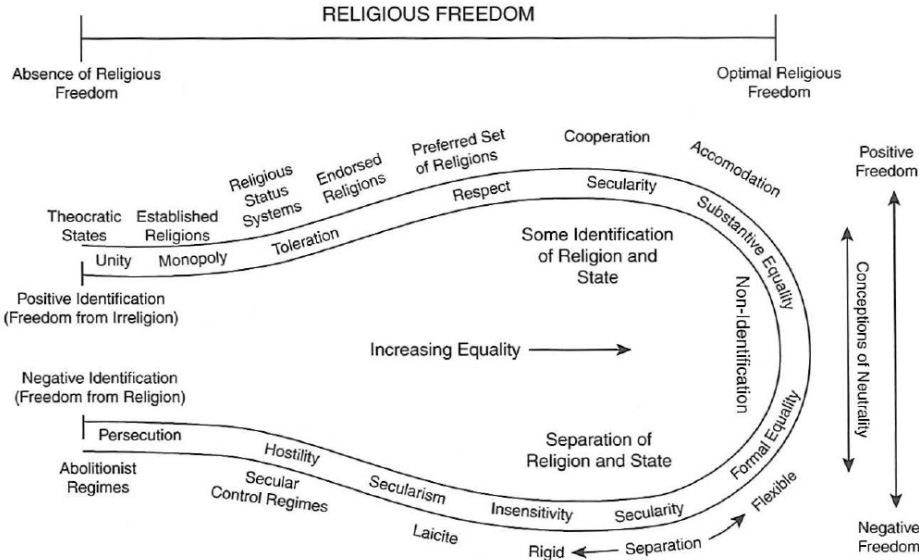 RELIGIOUS FREEDOM
Absence of Religious
Freedom
Optimal Religious
Freedom
Theocratic
States
Established
Religions
Religious
Status
Systems
Endorsed
Religions
Preferred Set
of Religions
Cooperation
Accomodation
Positive
Freedom
Unity
Monopoly
Toleration
Respect
Secularity
Substantive Equality
Some Identification
of Religion and
State
Positive Identification
(Freedom from Irreligion)
Non-Identification
Conceptions of Neutrality
Increasing Equality
Negative Identification
(Freedom from Religion)
Persecution
Hostility
Secularism
Insensitivity
Secularity
Formal Equality
Separation of
Religion and State
Abolitionist
Regimes
Secular
Control Regimes
Laicite
Rigid
Separation
Flexible
Negative
Freedom